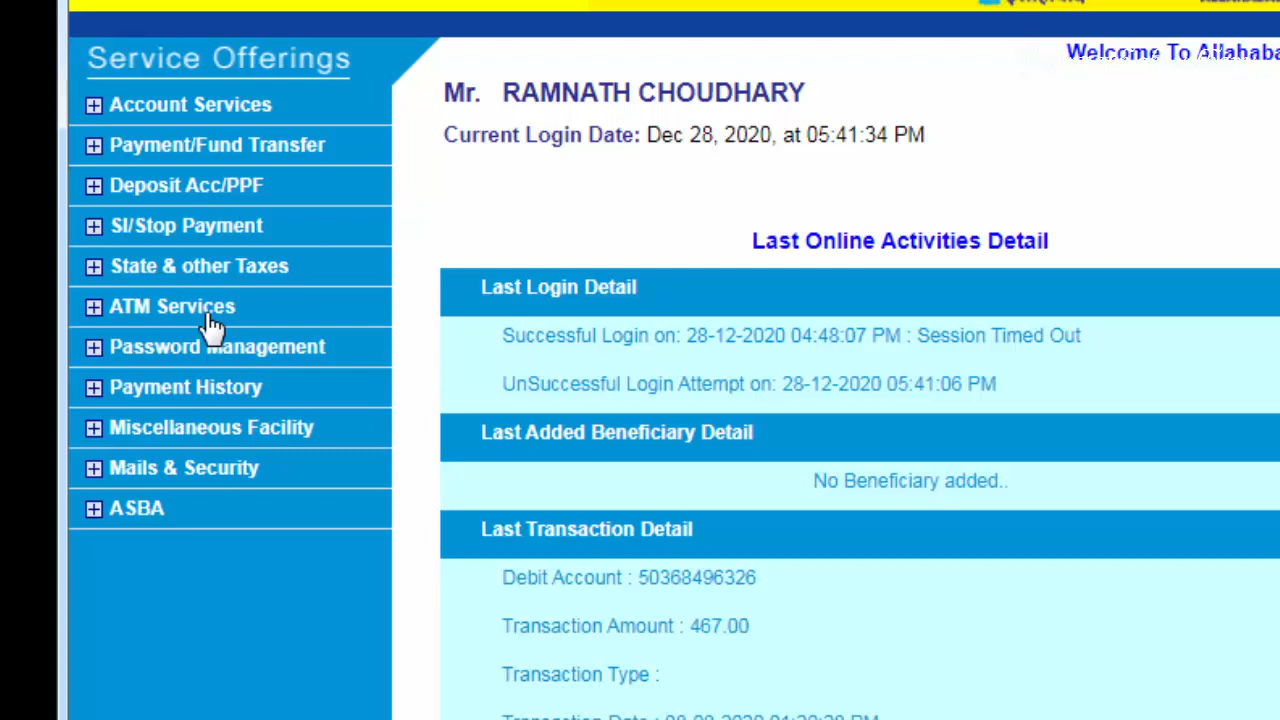 Service Offerings
Account Services
Payment/Fund Transfer
Deposit Acc/PPF
SI/Stop Payment
State & other Taxes
ATM Services
Password Management
Payment History
Miscellaneous Facility
Mails & Security
ASBA
Welcome To
Mr. RAMNATH CHOUDHARY
Current Login Date: Dec 28, 2020, at 05:41:34 PM
Last Online Activities Detail
Last Login Detail
Successful Login on: 28-12-2020 04:48:07 PM : Session Timed Out
UnSuccessful Login Attempt on: 28-12-2020 05:41:06 PM
Last Added Beneficiary Detail
No Beneficiary added..
Last Transaction Detail
Debit Account : 50368496326
Transaction Amount : 467.00
Transaction Type :